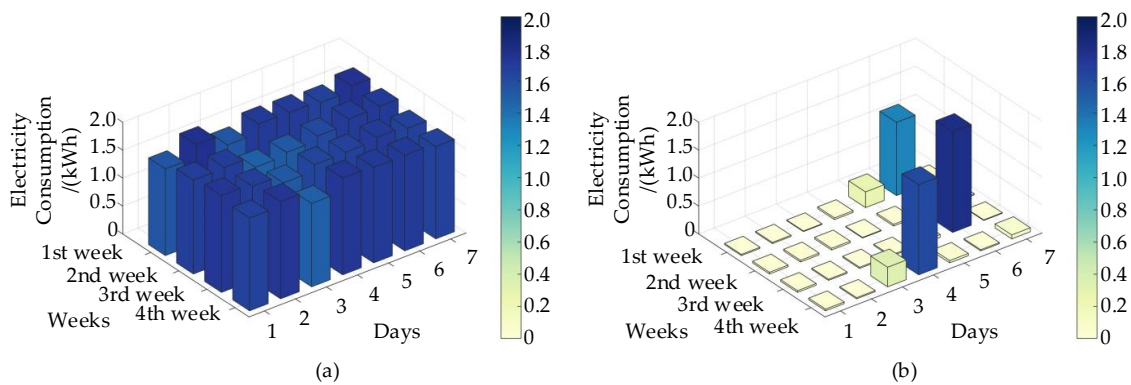 2.0
1.5
1.0
0.5
0
Electricity
Consumption
/(kWh)
1st week
2nd week
3rd week
4th week
Weeks
1
2
3
4
5
6
7
Days
2.0
1.8
1.6
1.4
1.2
1.0
0.8
0.6
0.4
0.2
0
(a)
2.0
1.5
1.0
0.5
0
Electricity
Consumption
/(kWh)
1st week
2nd week
3rd week
4th week
Weeks
1
2
3
4
5
6
7
Days
2.0
1.8
1.6
1.4
1.2
1.0
0.8
0.6
0.4
0.2
0
(b)